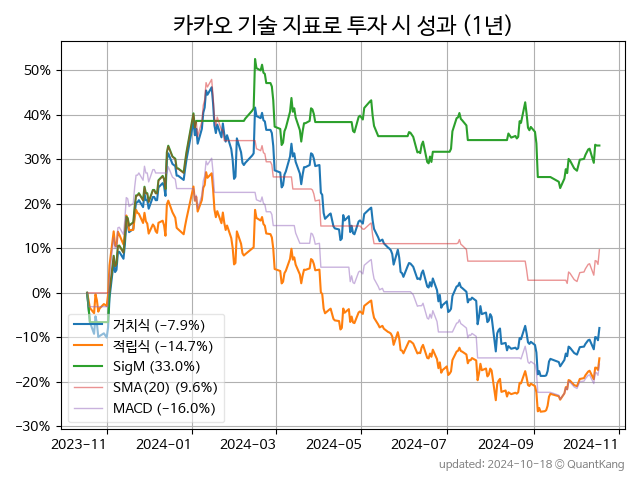 카카오 기술 지표로 투자 시 성과 (1년)
50%
40%
30%
20%
10%
0%
−10%
−20%
−30%
거치식 (−7.9%)
적립식 (−14.7%)
SigM (33.0%)
SMA(20) (9.6%)
MACD (−16.0%)
2023-11 2024-01 2024-03 2024-05 2024-07 2024-09 2024-11
updated: 2024-10-18 © QuantKang